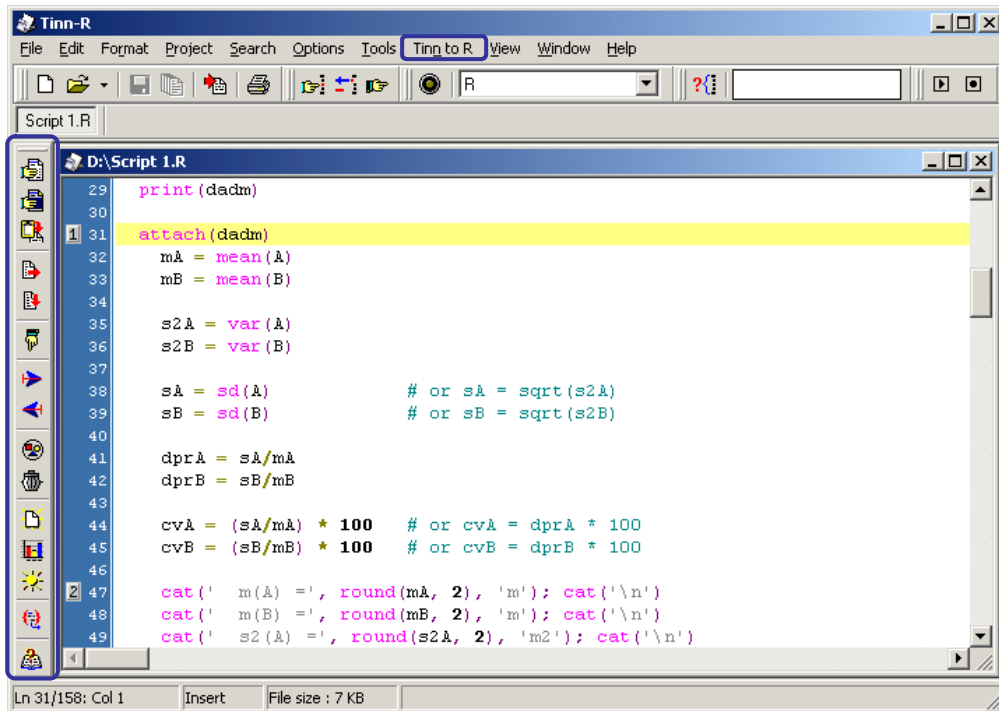 Tinn-R
File Edit Format Project Search Options Tools Tinn to R View Window Help
R ?{
Script 1.R
D:\Script 1.R
29 print(dadm)
30
1 31 attach(dadm)
32 mA = mean(A)
33 mB = mean(B)
34
35 s2A = var(A)
36 s2B = var(B)
37
38 sA = sd(A) # or sA = sqrt(s2A)
39 sB = sd(B) # or sB = sqrt(s2B)
40
41 dprA = sA/mA
42 dprB = sB/mB
43
44 cvA = (sA/mA) * 100 # or cvA = dprA * 100
45 cvB = (sB/mB) * 100 # or cvB = dprB * 100
46
2 47 cat('  m(A) =', round(mA, 2), 'm'); cat('\n')
48 cat('  m(B) =', round(mB, 2), 'm'); cat('\n')
49 cat('  s2(A) =', round(s2A, 2), 'm2'); cat('\n')
Ln 31/158: Col 1 Insert File size : 7 KB